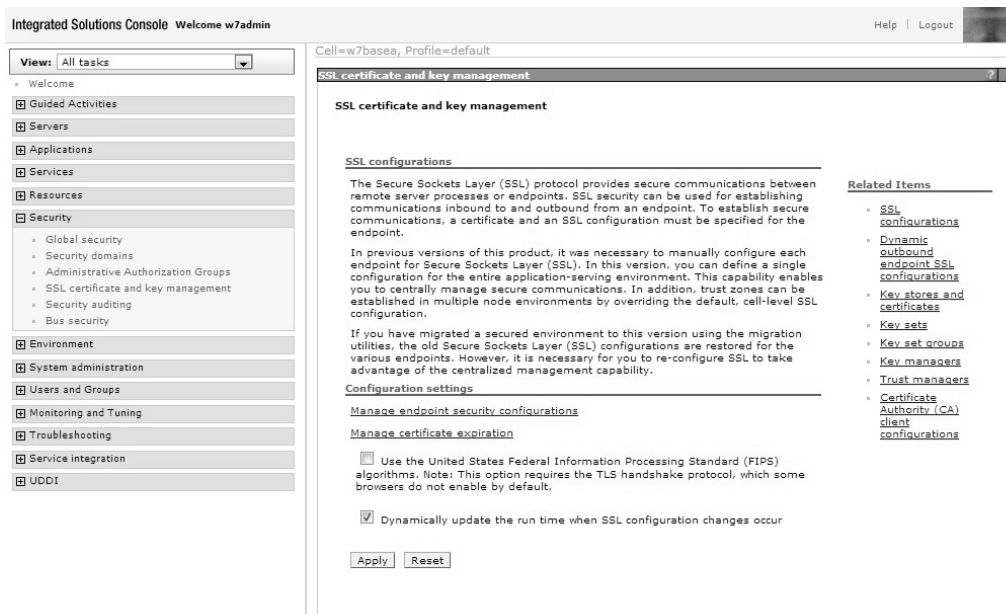 Integrated Solutions Console Welcome w7admin
Help | Logout
View: All tasks
Welcome
Guided Activities
Servers
Applications
Services
Resources
Security
Global security
Security domains
Administrative Authorization Groups
SSL certificate and key management
Security auditing
Bus security
Environment
System administration
Users and Groups
Monitoring and Tuning
Troubleshooting
Service integration
UDDI
Cell=w7basea, Profile=default
SSL certificate and key management ?
SSL certificate and key management
SSL configurations
The Secure Sockets Layer (SSL) protocol provides secure communications between
remote server processes or endpoints. SSL security can be used for establishing
communications inbound to and outbound from an endpoint. To establish secure
communications, a certificate and an SSL configuration must be specified for the
endpoint.
In previous versions of this product, it was necessary to manually configure each
endpoint for Secure Sockets Layer (SSL). In this version, you can define a single
configuration for the entire application-serving environment. This capability enables
you to centrally manage secure communications. In addition, trust zones can be
established in multiple node environments by overriding the default, cell-level SSL
configuration.
If you have migrated a secured environment to this version using the migration
utilities, the old Secure Sockets Layer (SSL) configurations are restored for the
various endpoints. However, it is necessary for you to re-configure SSL to take
advantage of the centralized management capability.
Configuration settings
Manage endpoint security configurations
Manage certificate expiration
Use the United States Federal Information Processing Standard (FIPS)
algorithms. Note: This option requires the TLS handshake protocol, which some
browsers do not enable by default.
Dynamically update the run time when SSL configuration changes occur
Apply Reset
Related Items
SSL
configurations
Dynamic
outbound
endpoint SSL
configurations
Key stores and
certificates
Key sets
Key set groups
Key managers
Trust managers
Certificate
Authority (CA)
client
configurations